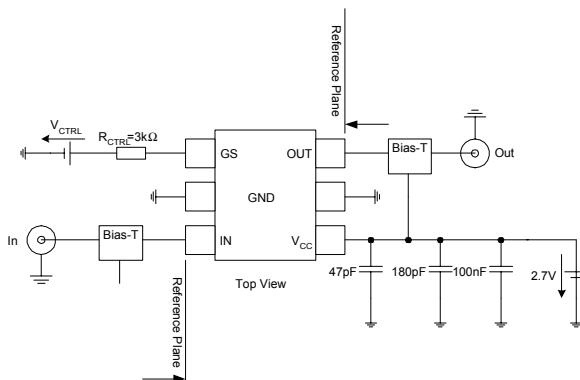 Reference Plane
V_CTRL
R_CTRL=3kΩ
GS
OUT
Bias-T
Out
GND
In
Bias-T
IN
V_CC
Top View
47pF
180pF
100nF
2.7V
Reference Plane